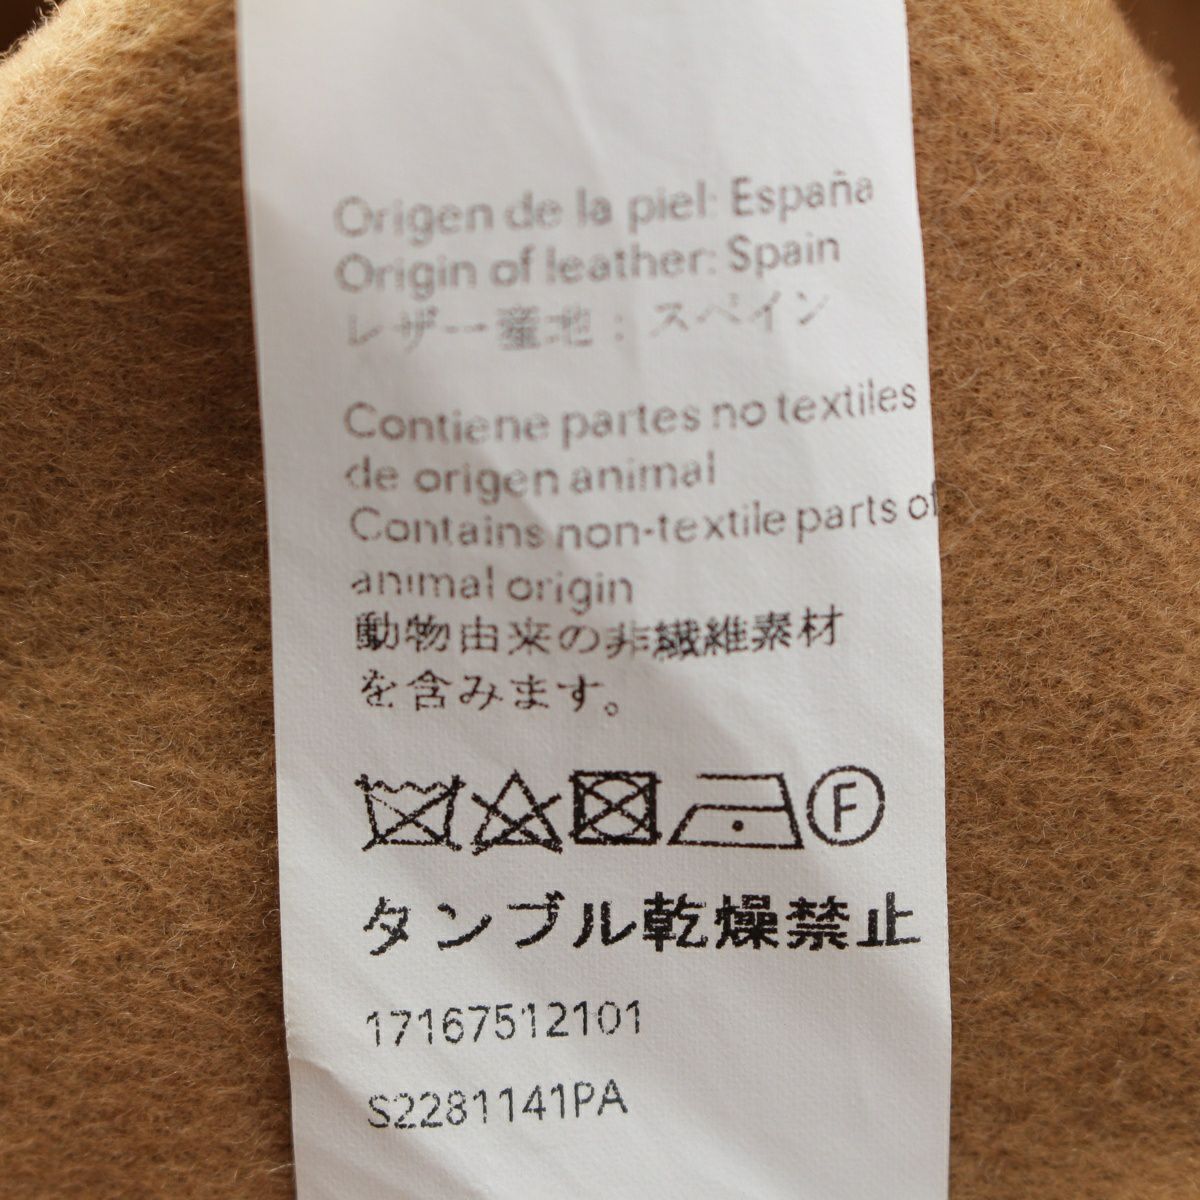 Origen de la piel: España
Origin of leather: Spain
レザー産地：スペイン
Contiene partes no textiles
de origen animal
Contains non-textile parts of
animal origin
動物由来の非繊維素材
を含みます。
F
タンブル乾燥禁止
17167512101
S2281141PA